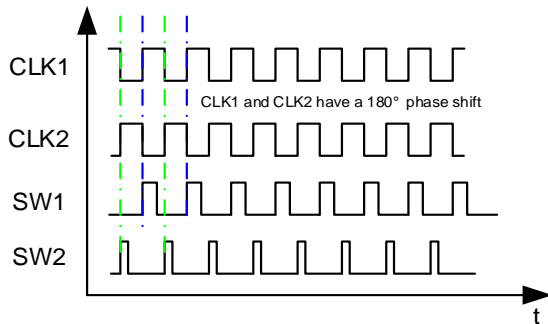 CLK1
CLK1 and CLK2 have a 180° phase shift
CLK2
SW1
SW2
t